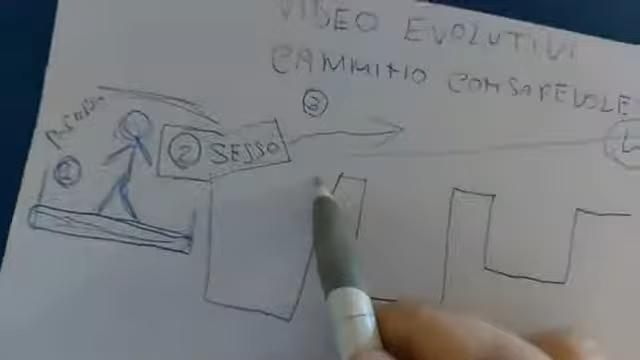 VIDEO EVOLUTIVI
CAMMINO CONSAPEVOLE
3
2 SESSO
1